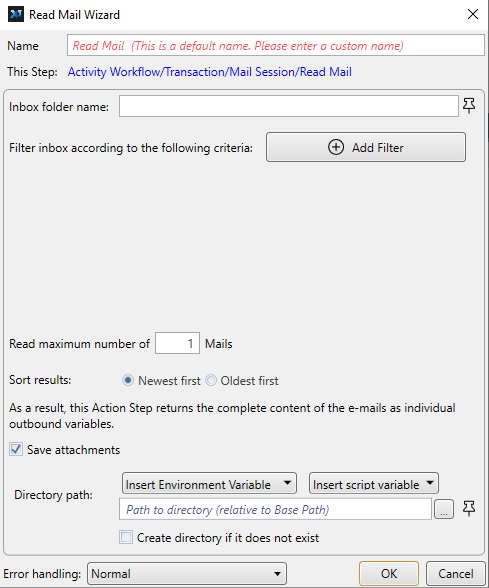 Read Mail Wizard
Name Read Mail (This is a default name. Please enter a custom name)
This Step: Activity Workflow/Transaction/Mail Session/Read Mail
Inbox folder name:
Filter inbox according to the following criteria: Add Filter
Read maximum number of 1 Mails
Sort results: Newest first Oldest first
As a result, this Action Step returns the complete content of the e-mails as individual
outbound variables.
Save attachments
Insert Environment Variable Insert script variable
Directory path:
Path to directory (relative to Base Path) ...
Create directory if it does not exist
Error handling: Normal OK Cancel